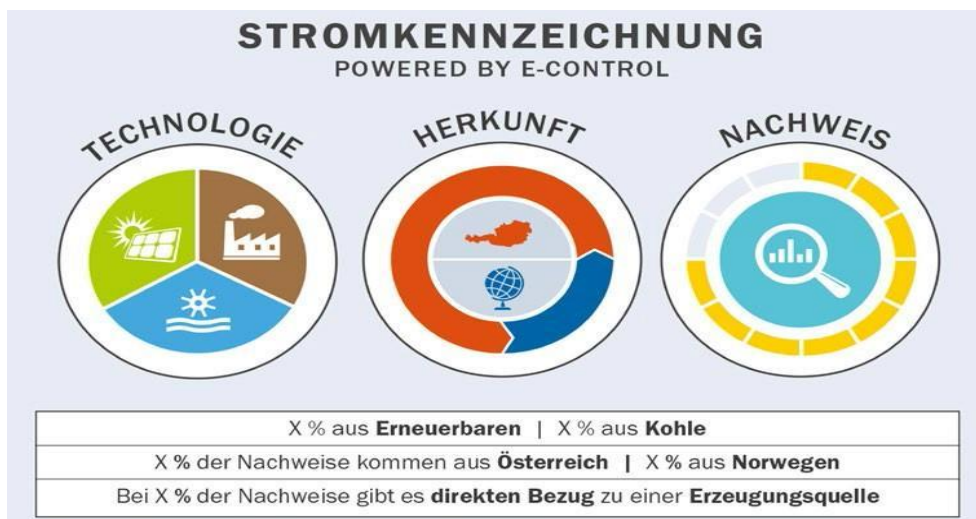 STROMKENNZEICHNUNG
POWERED BY E-CONTROL
TECHNOLOGIE
HERKUNFT
NACHWEIS
X % aus Erneuerbaren | X % aus Kohle
X % der Nachweise kommen aus Österreich | X % aus Norwegen
Bei X % der Nachweise gibt es direkten Bezug zu einer Erzeugungsquelle